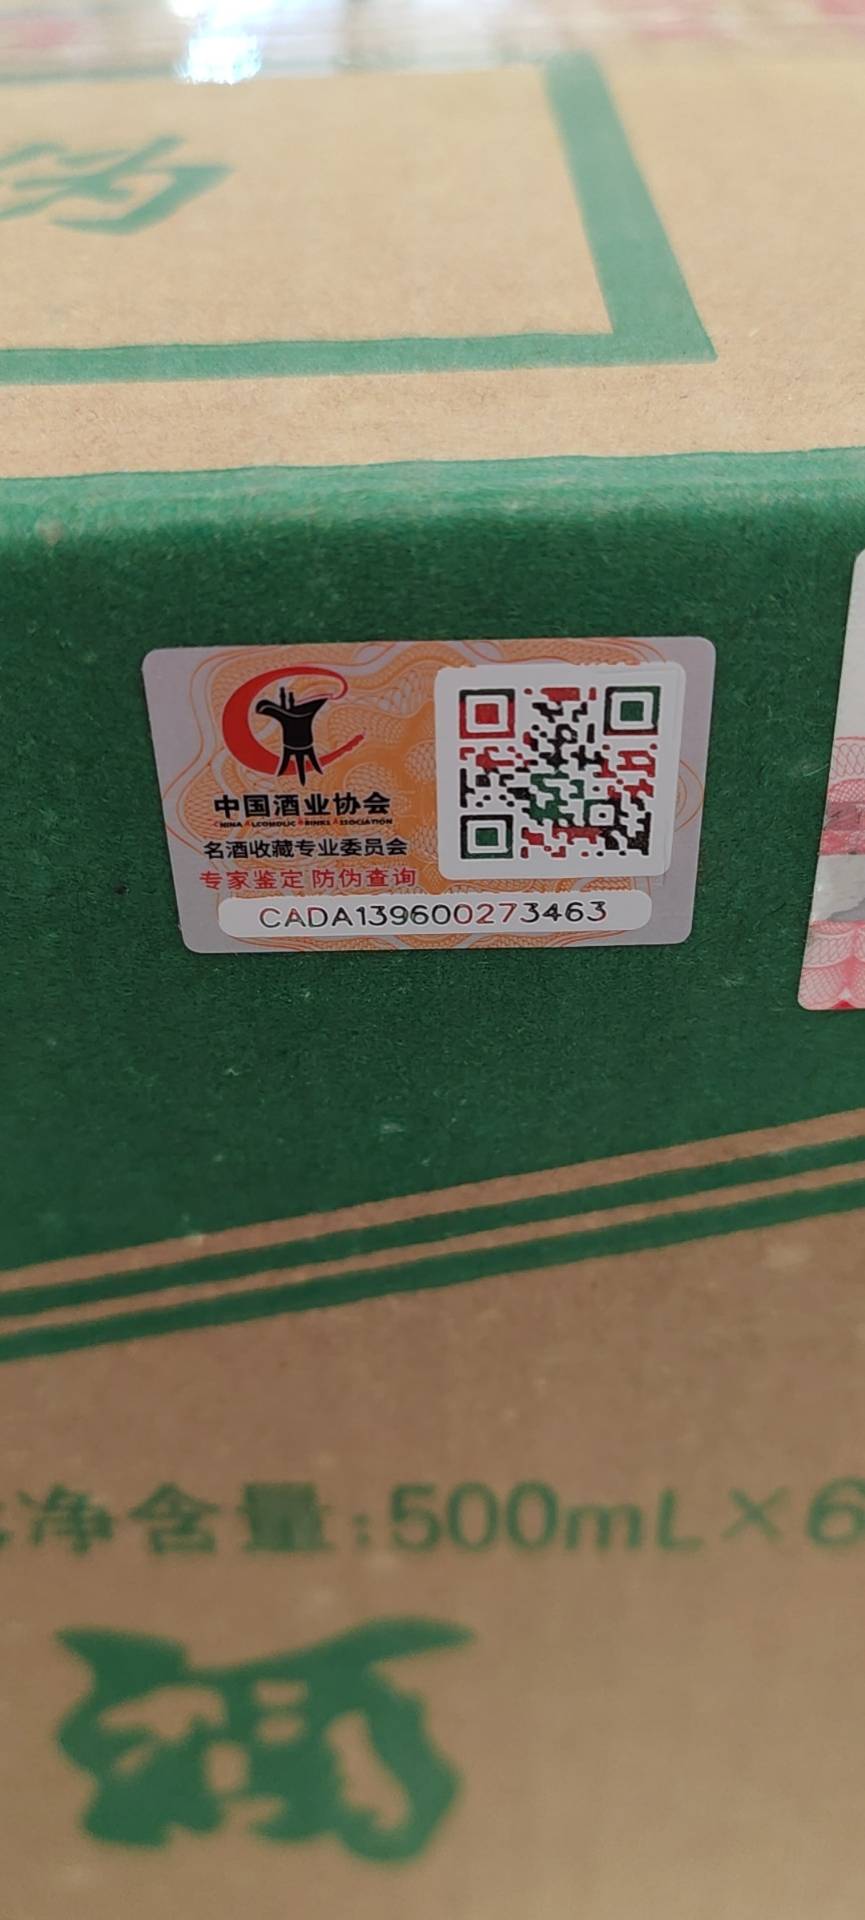 中国酒业协会
CHINA ALCOHOLIC DRINKS ASSOCIATION
名酒收藏专业委员会
专家鉴定 防伪查询
CADA139600273463
净含量:500mL×6